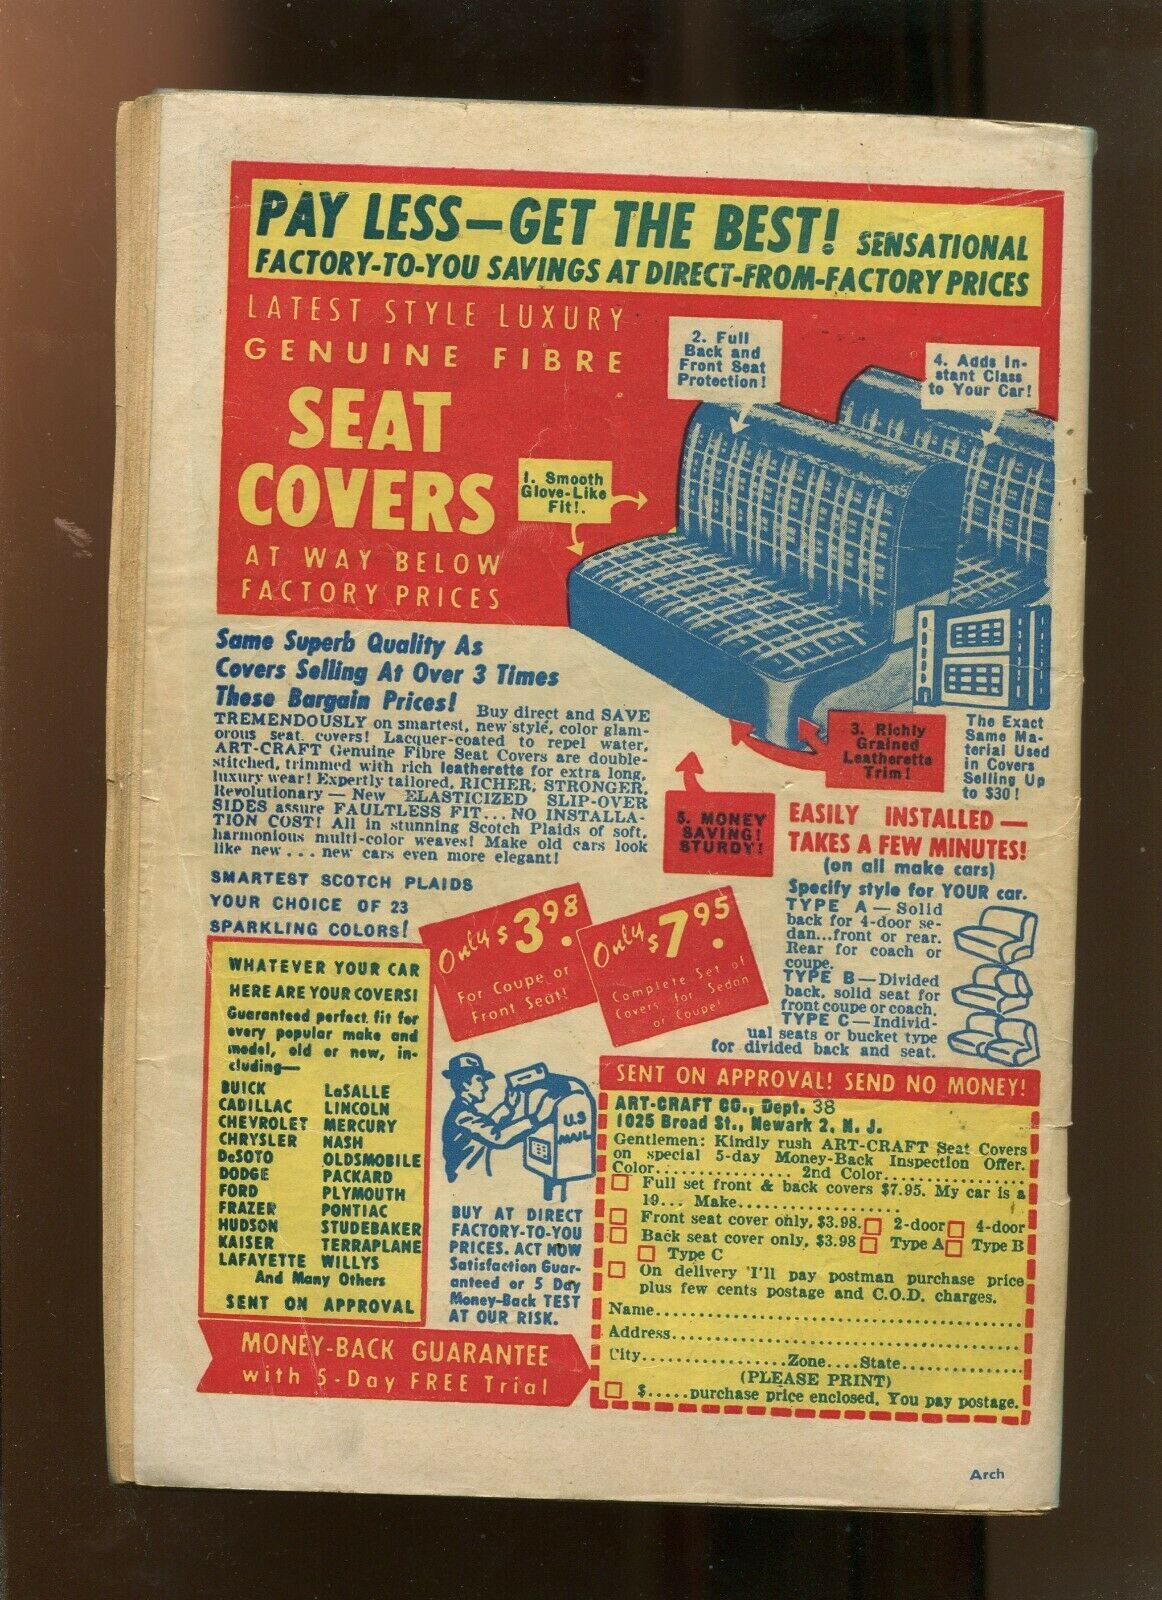 PAY LESS—GET THE BEST! SENSATIONAL
FACTORY-TO-YOU SAVINGS AT DIRECT-FROM-FACTORY PRICES
LATEST STYLE LUXURY
GENUINE FIBRE
SEAT
COVERS
AT WAY BELOW
FACTORY PRICES
1. Smooth
Glove-Like
Fit!.
2. Full
Back and
Front Seat
Protection!
4. Adds In-
stant Class
to Your Car!
3. Richly
Grained
Leatherette
Trim!
5. MONEY
SAVING!
STURDY!
The Exact
Same Ma-
terial Used
in Covers
Selling Up
to $30!
Same Superb Quality As
Covers Selling At Over 3 Times
These Bargain Prices!
Buy direct and SAVE
TREMENDOUSLY on smartest, new style, color glam-
orous seat covers! Lacquer-coated to repel water,
ART-CRAFT Genuine Fibre Seat Covers are double-
stitched, trimmed with rich leatherette for extra long,
luxury wear! Expertly tailored, RICHER, STRONGER.
Revolutionary — New ELASTICIZED SLIP-OVER
SIDES assure FAULTLESS FIT... NO INSTALLA-
TION COST! All in stunning Scotch Plaids of soft,
harmonious multi-color weaves! Make old cars look
like new... new cars even more elegant!
SMARTEST SCOTCH PLAIDS
YOUR CHOICE OF 23
SPARKLING COLORS!
Only $3.98
For Coupe or
Front Seat!
Only $7.95
Complete Set of
Covers for Sedan
or Coupe!
EASILY INSTALLED —
TAKES A FEW MINUTES!
(on all make cars)
Specify style for YOUR car.
TYPE A — Solid
back for 4-door se-
dan...front or rear.
Rear for coach or
coupe.
TYPE B — Divided
back, solid seat for
front coupe or coach.
TYPE C — Individ-
ual seats or bucket type
for divided back and seat.
WHATEVER YOUR CAR
HERE ARE YOUR COVERS!
Guaranteed perfect fit for
every popular make and
model, old or new, in-
cluding—
BUICK LaSALLE
CADILLAC LINCOLN
CHEVROLET MERCURY
CHRYSLER NASH
DeSOTO OLDSMOBILE
DODGE PACKARD
FORD PLYMOUTH
FRAZER PONTIAC
HUDSON STUDEBAKER
KAISER TERRAPLANE
LAFAYETTE WILLYS
And Many Others
SENT ON APPROVAL
U.S
MAIL
BUY AT DIRECT
FACTORY-TO-YOU
PRICES. ACT NOW
Satisfaction Guar-
anteed or 5 Day
Money-Back TEST
AT OUR RISK.
MONEY-BACK GUARANTEE
with 5-Day FREE Trial
SENT ON APPROVAL! SEND NO MONEY!
ART-CRAFT CO., Dept. 38
1025 Broad St., Newark 2, N. J.
Gentlemen: Kindly rush ART-CRAFT Seat Covers
on special 5-day Money-Back Inspection Offer.
Color................ 2nd Color................
Full set front & back covers $7.95. My car is a
19... Make....................
Front seat cover only, $3.98. 2-door 4-door
Back seat cover only, $3.98 Type A Type B
Type C
On delivery I'll pay postman purchase price
plus few cents postage and C.O.D. charges.
Name................................
Address................................
City................Zone....State................
(PLEASE PRINT)
$.....purchase price enclosed. You pay postage.
Arch